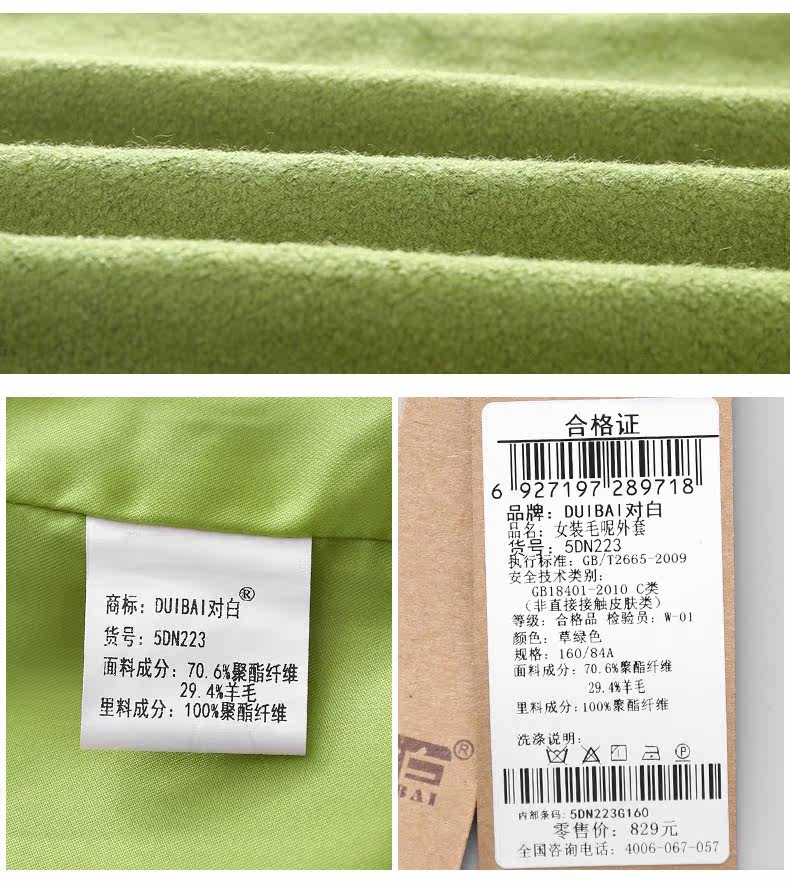 商标: DUIBAI对白®
货号: 5DN223
面料成分: 70.6%聚酯纤维
29.4%羊毛
里料成分: 100%聚酯纤维
合格证
6 927197 289718
品牌: DUIBAI对白
品名: 女装毛呢外套
货号: 5DN223
执行标准: GB/T2665-2009
安全技术类别:
GB18401-2010 C类
(非直接接触皮肤类)
等级: 合格品 检验员: W-01
颜色: 草绿色
规格: 160/84A
面料成分: 70.6%聚酯纤维
29.4%羊毛
里料成分:100%聚酯纤维
洗涤说明:
内部条码: 5DN223G160
零售价: 829元
全国咨询电话: 4006-067-057